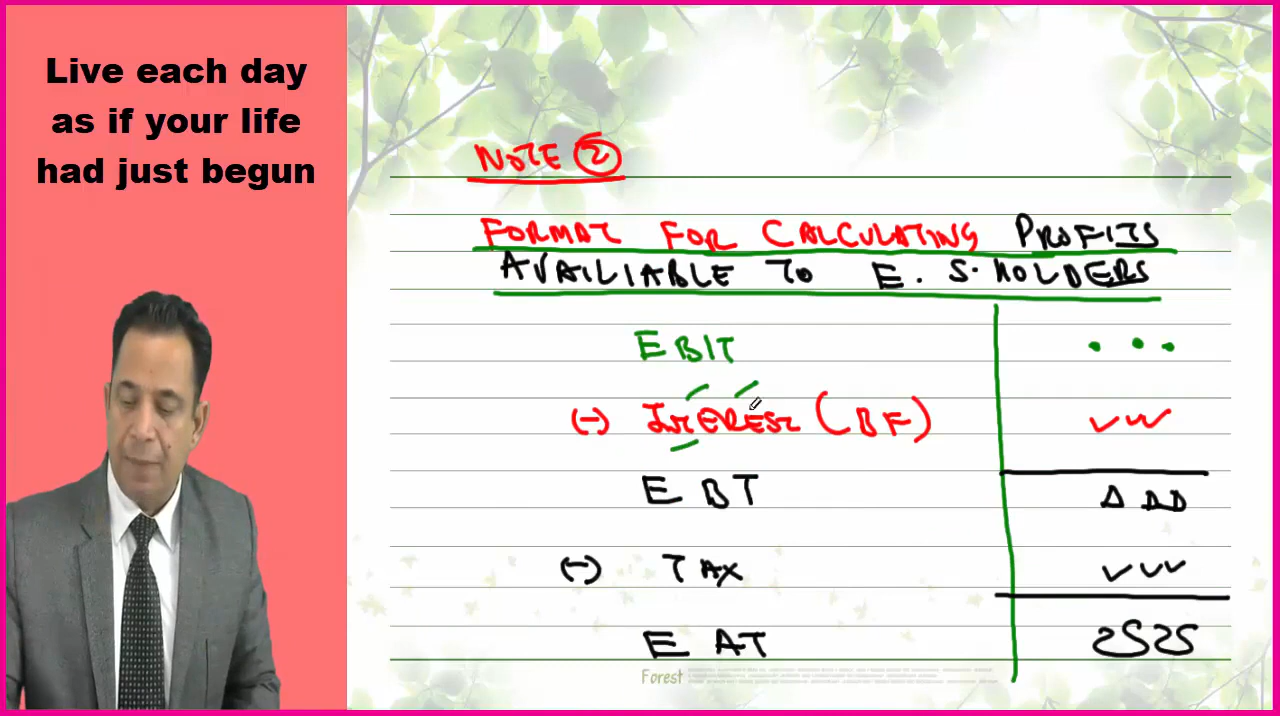 Live each day
as if your life
had just begun
NOTE 2
FORMAT FOR CALCULATING PROFITS
AVAILIABLE TO E. S. HOLDERS
EBIT
(-) INTEREST (BF)
EBT
(-) TAX
EAT
Forest